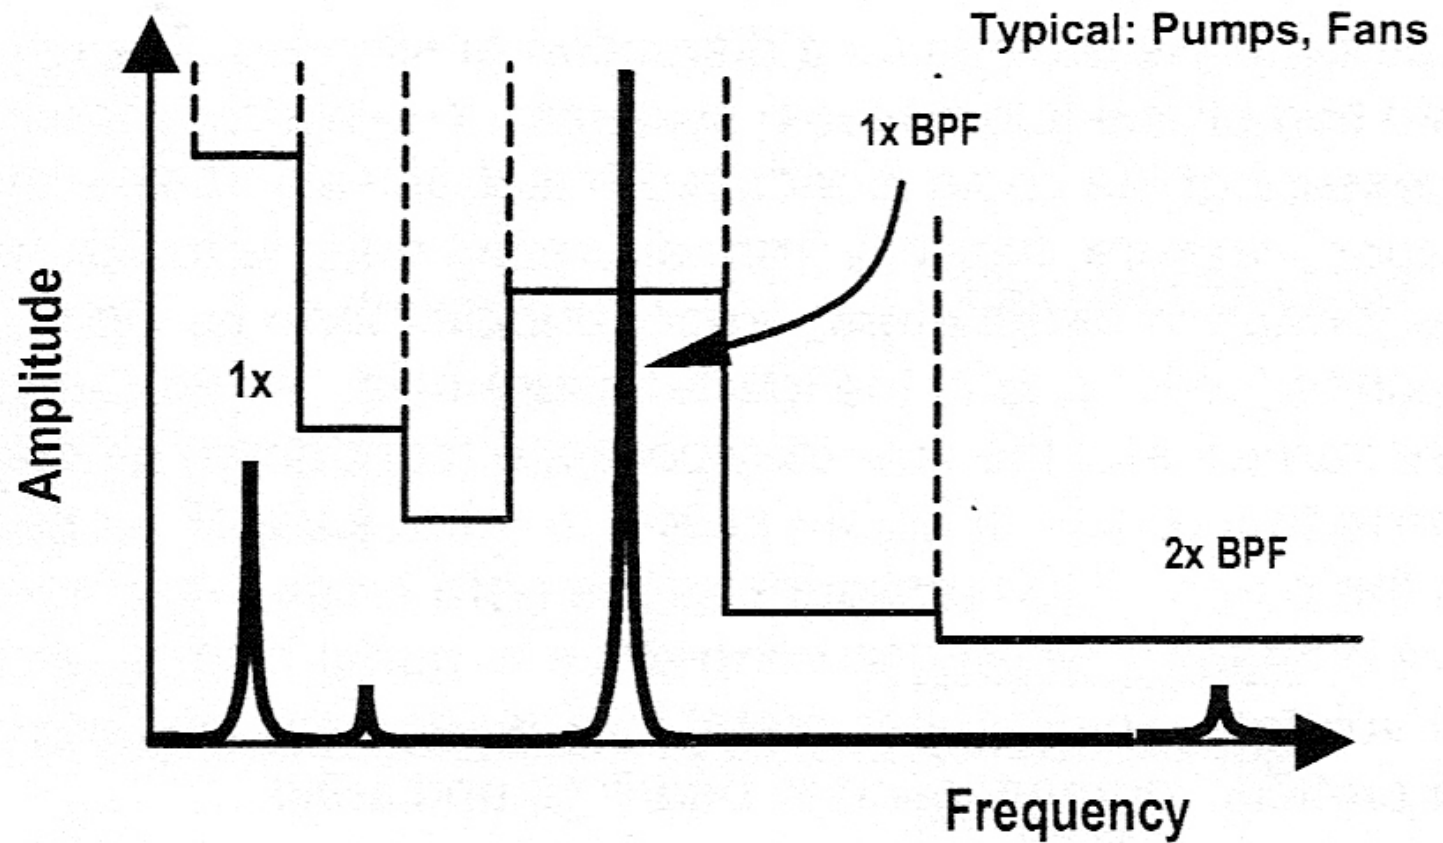 Typical: Pumps, Fans
1x BPF
1x
Amplitude
2x BPF
Frequency